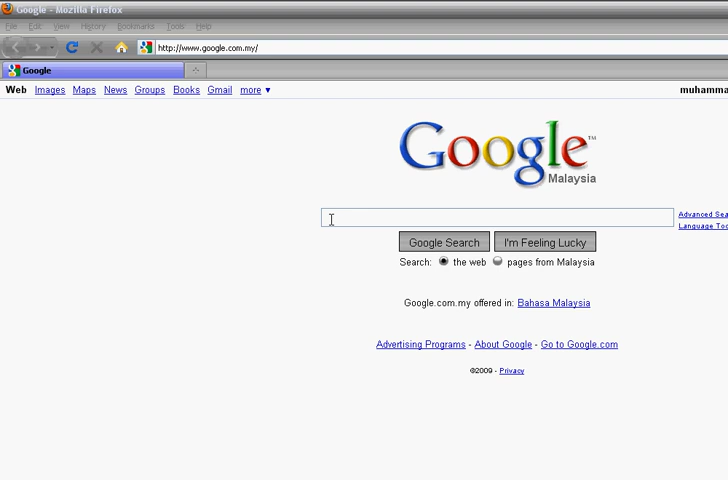 Google - Mozilla Firefox
File Edit View History Bookmarks Tools Help
http://www.google.com.my/
Google
Web Images Maps News Groups Books Gmail more ▼ muhamma
Google™
Malaysia
Advanced Sea
Language Too
Google Search I'm Feeling Lucky
Search: the web pages from Malaysia
Google.com.my offered in: Bahasa Malaysia
Advertising Programs - About Google - Go to Google.com
©2009 - Privacy